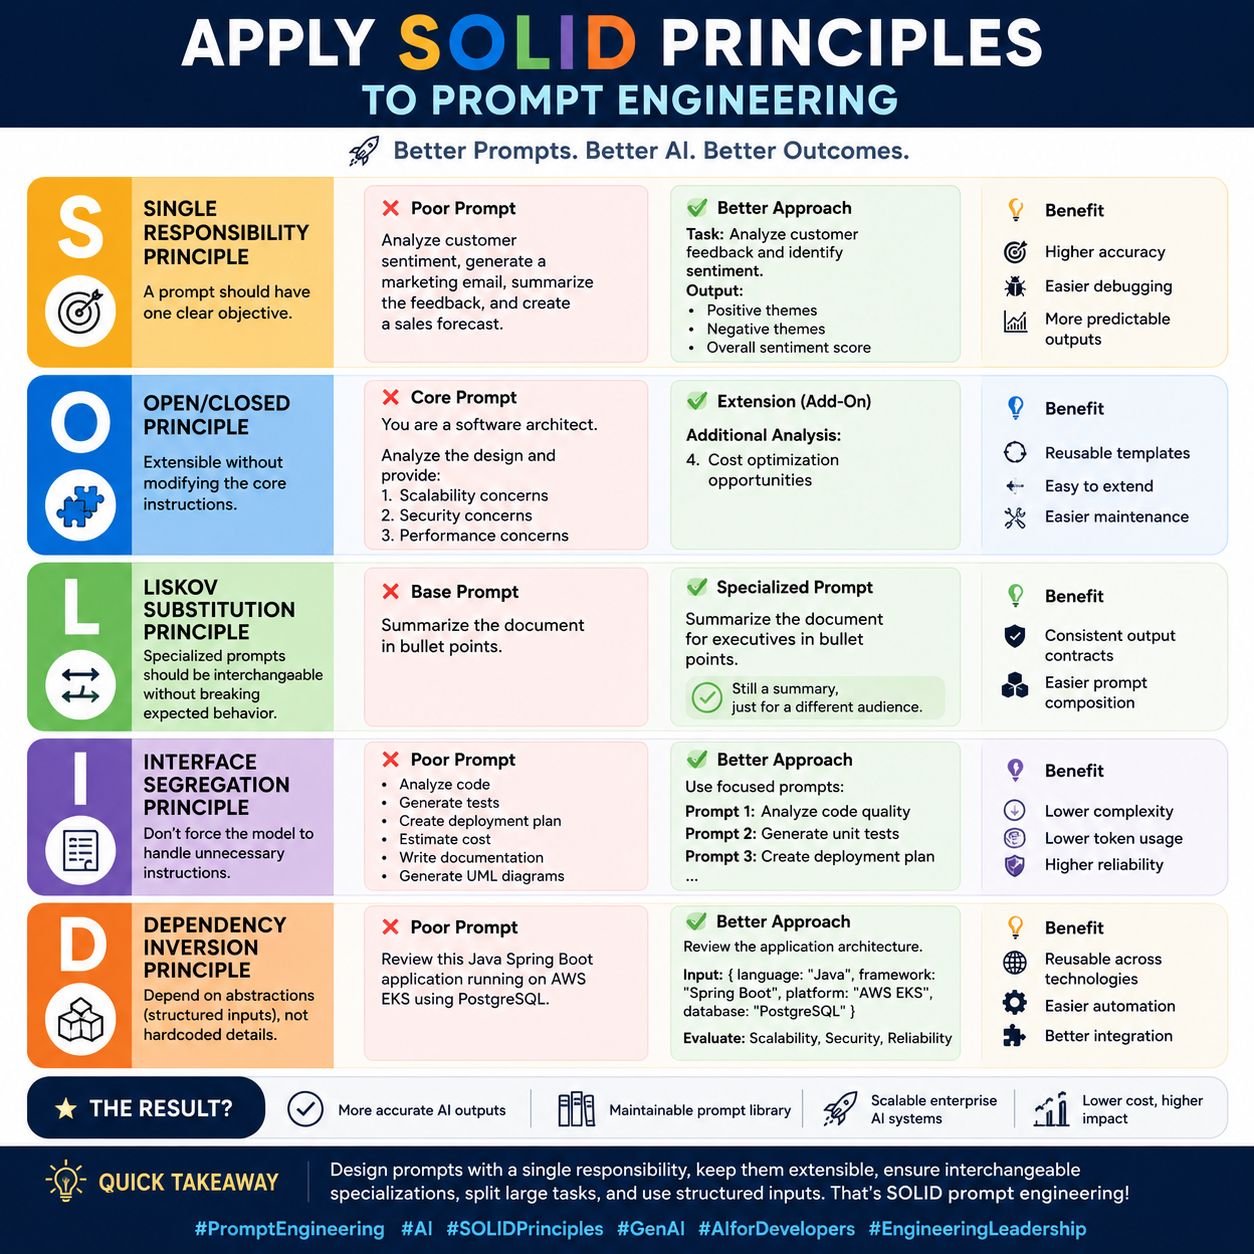 APPLY SOLID PRINCIPLES
TO PROMPT ENGINEERING
Better Prompts. Better AI. Better Outcomes.
S
SINGLE
RESPONSIBILITY
PRINCIPLE
A prompt should have
one clear objective.
Poor Prompt
Analyze customer
sentiment, generate a
marketing email, summarize
the feedback, and create
a sales forecast.
Better Approach
Task: Analyze customer
feedback and identify
sentiment.
Output:
• Positive themes
• Negative themes
• Overall sentiment score
Benefit
Higher accuracy
Easier debugging
More predictable
outputs
O
OPEN/CLOSED
PRINCIPLE
Extensible without
modifying the core
instructions.
Core Prompt
You are a software architect.
Analyze the design and
provide:
1. Scalability concerns
2. Security concerns
3. Performance concerns
Extension (Add-On)
Additional Analysis:
4. Cost optimization
opportunities
Benefit
Reusable templates
Easy to extend
Easier maintenance
L
LISKOV
SUBSTITUTION
PRINCIPLE
Specialized prompts
should be interchangeable
without breaking
expected behavior.
Base Prompt
Summarize the document
in bullet points.
Specialized Prompt
Summarize the document
for executives in bullet
points.
Still a summary,
just for a different audience.
Benefit
Consistent output
contracts
Easier prompt
composition
I
INTERFACE
SEGREGATION
PRINCIPLE
Don't force the model to
handle unnecessary
instructions.
Poor Prompt
• Analyze code
• Generate tests
• Create deployment plan
• Estimate cost
• Write documentation
• Generate UML diagrams
Better Approach
Use focused prompts:
Prompt 1: Analyze code quality
Prompt 2: Generate unit tests
Prompt 3: Create deployment plan
...
Benefit
Lower complexity
Lower token usage
Higher reliability
D
DEPENDENCY
INVERSION
PRINCIPLE
Depend on abstractions
(structured inputs), not
hardcoded details.
Poor Prompt
Review this Java Spring Boot
application running on AWS
EKS using PostgreSQL.
Better Approach
Review the application architecture.
Input: { language: "Java", framework:
"Spring Boot", platform: "AWS EKS",
database: "PostgreSQL" }
Evaluate: Scalability, Security, Reliability
Benefit
Reusable across
technologies
Easier automation
Better integration
THE RESULT?
More accurate AI outputs
Maintainable prompt library
Scalable enterprise
AI systems
Lower cost, higher
impact
QUICK TAKEAWAY
Design prompts with a single responsibility, keep them extensible, ensure interchangeable
specializations, split large tasks, and use structured inputs. That's SOLID prompt engineering!
#PromptEngineering #AI #SOLIDPrinciples #GenAI #AIforDevelopers #EngineeringLeadership